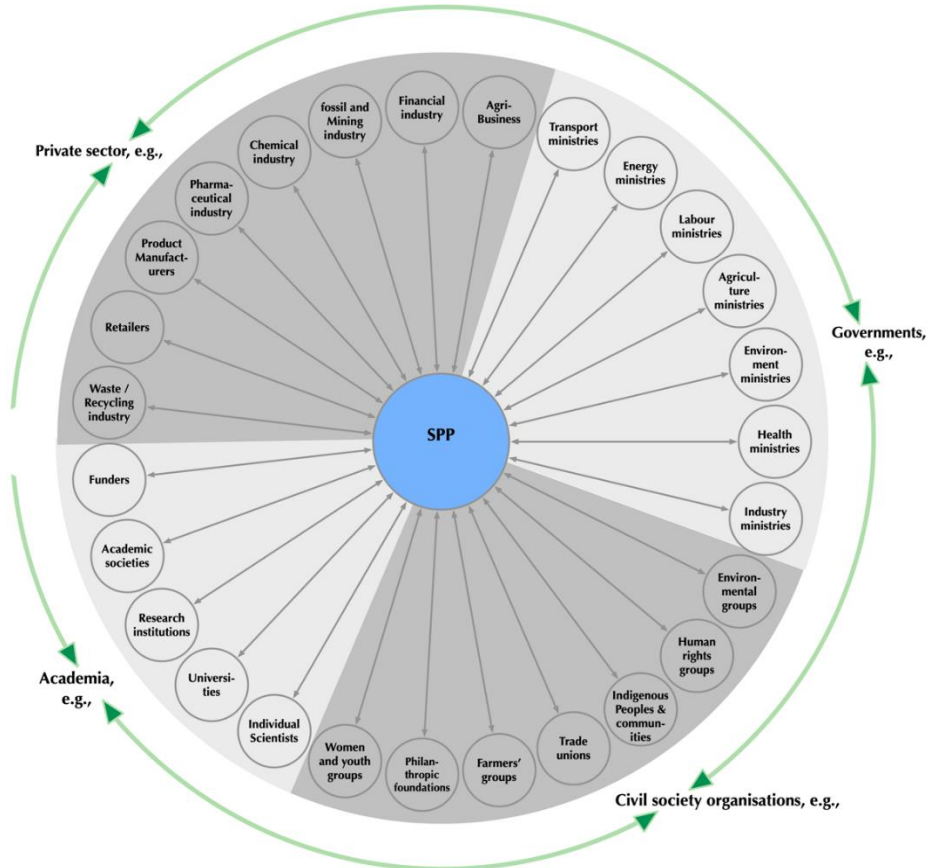 Private sector, e.g.,
fossil and
Mining
industry
Financial
industry
Agri-
Business
Chemical
industry
Pharma-
ceutical
industry
Product
Manufact-
urers
Retailers
Waste /
Recycling
industry
Transport
ministries
Energy
ministries
Labour
ministries
Agricul-
ture
ministries
Environ-
ment
ministries
Health
ministries
Industry
ministries
Governments,
e.g.,
SPP
Funders
Academic
societies
Research
institutions
Universi-
ties
Individual
Scientists
Academia,
e.g.,
Environ-
mental
groups
Human
rights
groups
Indigenous
Peoples &
commun-
ities
Trade
unions
Farmers'
groups
Philan-
thropic
foundations
Women
and youth
groups
Civil society organisations, e.g.,